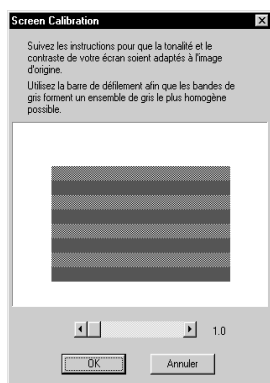 Screen Calibration
Suivez les instructions pour que la tonalité et le
contraste de votre écran soient adaptés à l'image
d'origine.
Utilisez la barre de défilement afin que les bandes de
gris forment un ensemble de gris le plus homogène
possible.
1.0
OK
Annuler